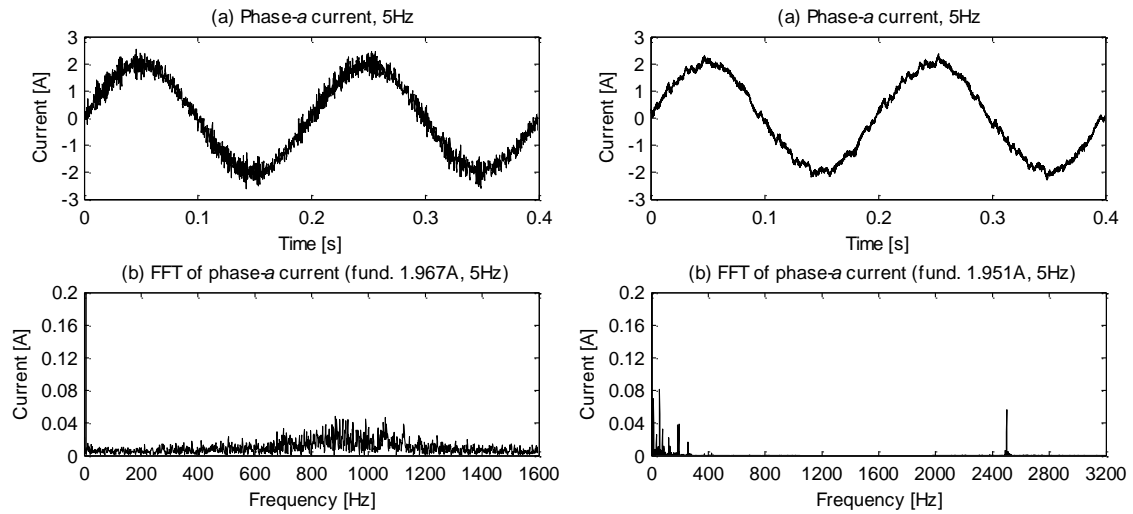 (a) Phase-a current, 5Hz
3
2
1
0
-1
-2
-3
Current [A]
0 0.1 0.2 0.3 0.4
Time [s]
(a) Phase-a current, 5Hz
3
2
1
0
-1
-2
-3
Current [A]
0 0.1 0.2 0.3 0.4
Time [s]
(b) FFT of phase-a current (fund. 1.967A, 5Hz)
0.2
0.16
0.12
0.08
0.04
0
Current [A]
0 200 400 600 800 1000 1200 1400 1600
Frequency [Hz]
(b) FFT of phase-a current (fund. 1.951A, 5Hz)
0.2
0.16
0.12
0.08
0.04
0
Current [A]
0 400 800 1200 1600 2000 2400 2800 3200
Frequency [Hz]